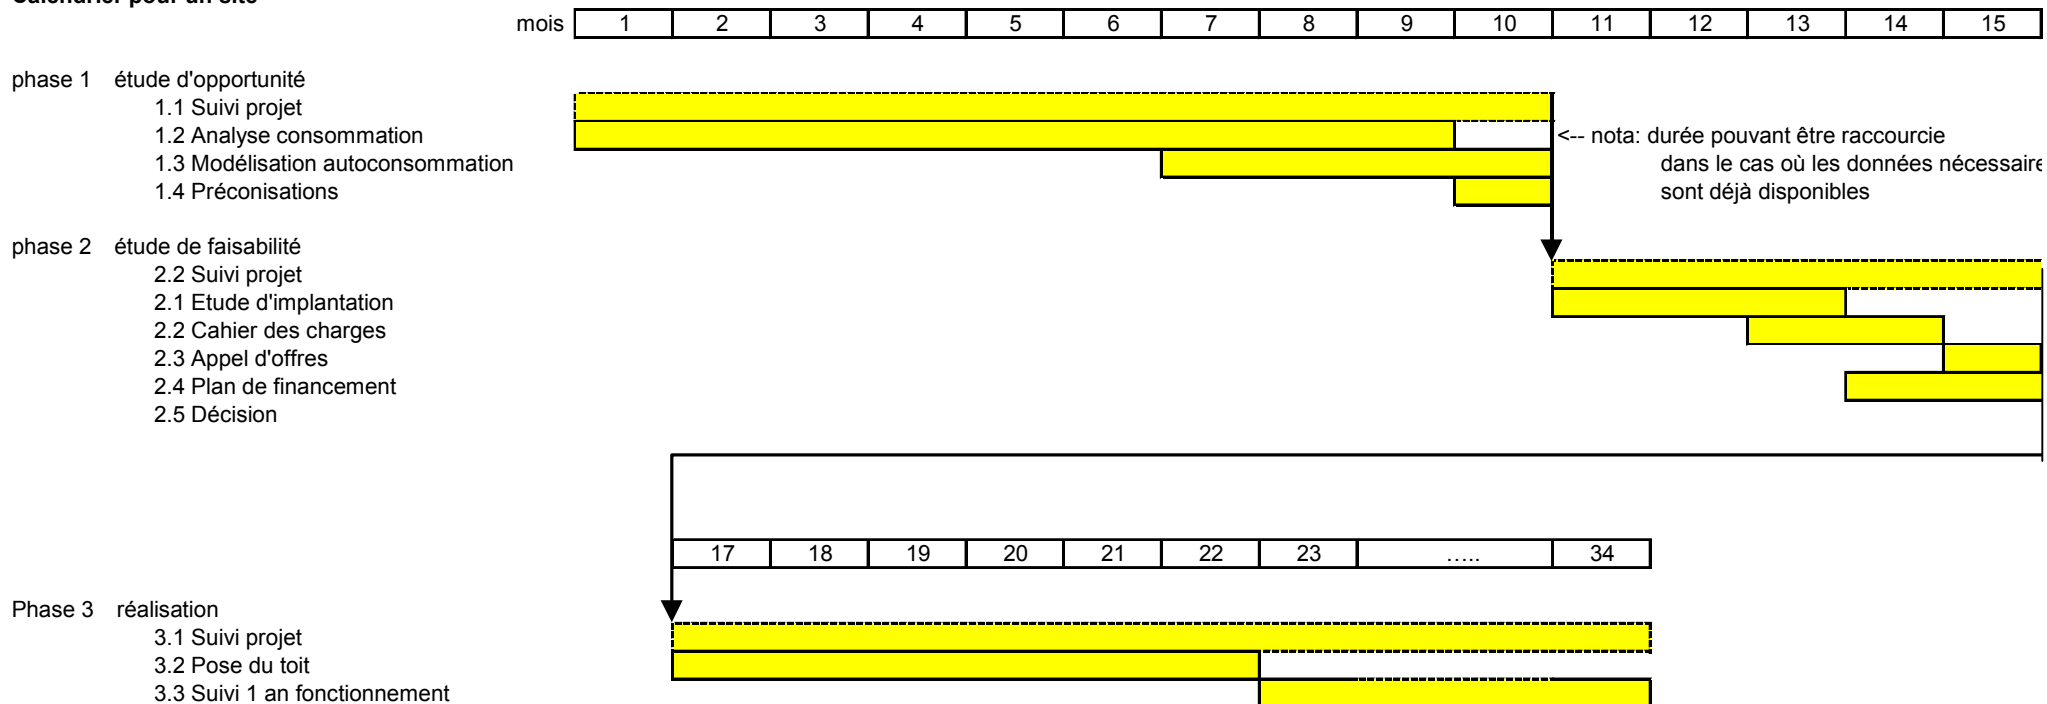 Calendrier pour un site
mois 1 2 3 4 5 6 7 8 9 10 11 12 13 14 15
phase 1 étude d'opportunité
1.1 Suivi projet
1.2 Analyse consommation <-- nota: durée pouvant être raccourcie
1.3 Modélisation autoconsommation dans le cas où les données nécessaire
1.4 Préconisations sont déjà disponibles
phase 2 étude de faisabilité
2.2 Suivi projet
2.1 Etude d'implantation
2.2 Cahier des charges
2.3 Appel d'offres
2.4 Plan de financement
2.5 Décision
17 18 19 20 21 22 23 ..... 34
Phase 3 réalisation
3.1 Suivi projet
3.2 Pose du toit
3.3 Suivi 1 an fonctionnement